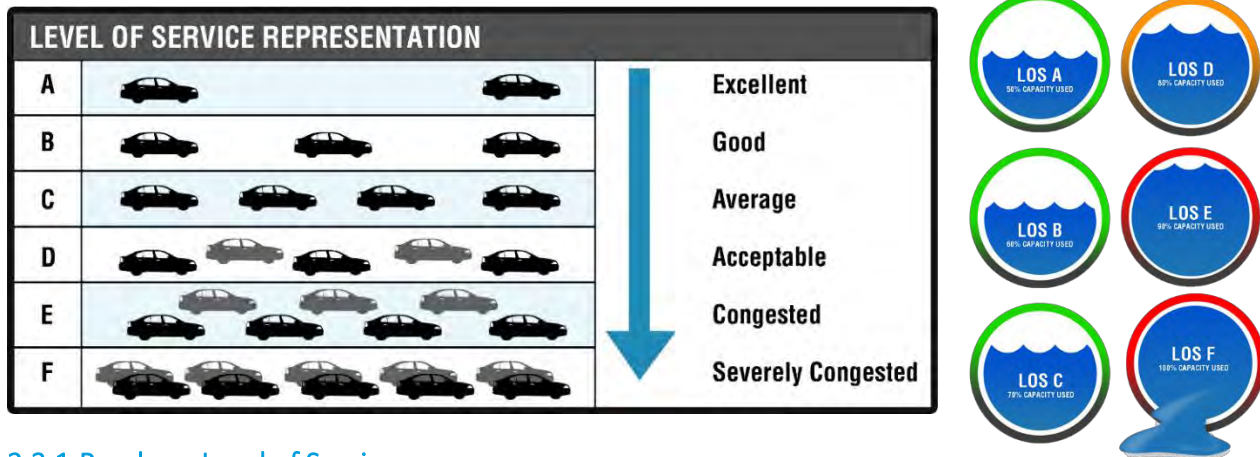 LEVEL OF SERVICE REPRESENTATION
A Excellent
B Good
C Average
D Acceptable
E Congested
F Severely Congested
LOS A
50% CAPACITY USED
LOS D
80% CAPACITY USED
LOS B
60% CAPACITY USED
LOS E
90% CAPACITY USED
LOS C
70% CAPACITY USED
LOS F
100% CAPACITY USED